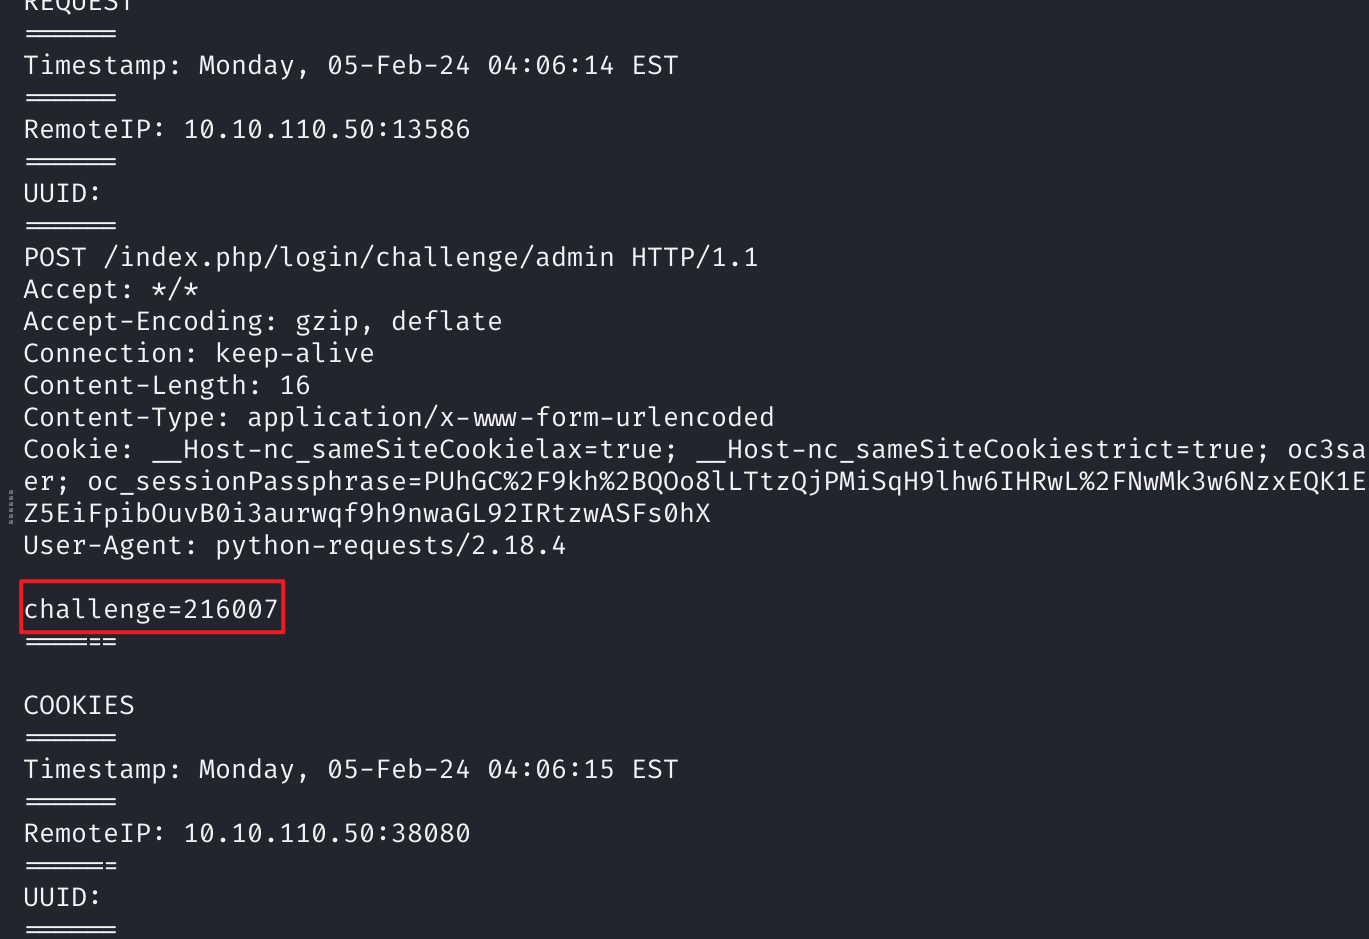 REQUEST
======
Timestamp: Monday, 05-Feb-24 04:06:14 EST
======
RemoteIP: 10.10.110.50:13586
======
UUID:
======
POST /index.php/login/challenge/admin HTTP/1.1
Accept: */*
Accept-Encoding: gzip, deflate
Connection: keep-alive
Content-Length: 16
Content-Type: application/x-www-form-urlencoded
Cookie: __Host-nc_sameSiteCookielax=true; __Host-nc_sameSiteCookiestrict=true; oc3sa
er; oc_sessionPassphrase=PUhGC%2F9kh%2BQOo8lLTtzQjPMiSqH9lhw6IHRwL%2FNwMk3w6NzxEQK1E
Z5EiFpibOuvB0i3aurwqf9h9nwaGL92IRtzwASFs0hX
User-Agent: python-requests/2.18.4
challenge=216007
======
COOKIES
======
Timestamp: Monday, 05-Feb-24 04:06:15 EST
======
RemoteIP: 10.10.110.50:38080
======
UUID:
======